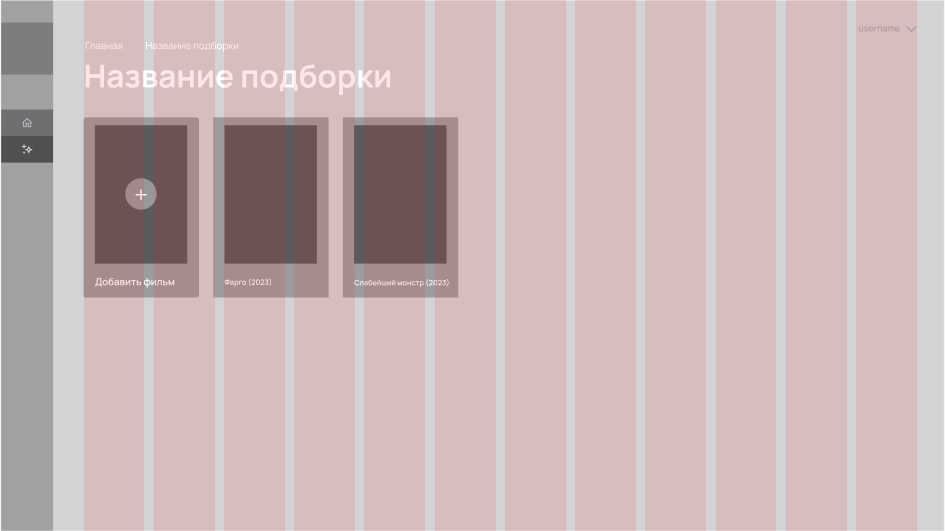 username
Главная Название подборки
Название подборки
Добавить фильм
Фарго (2023)
Слабейший монстр (2023)